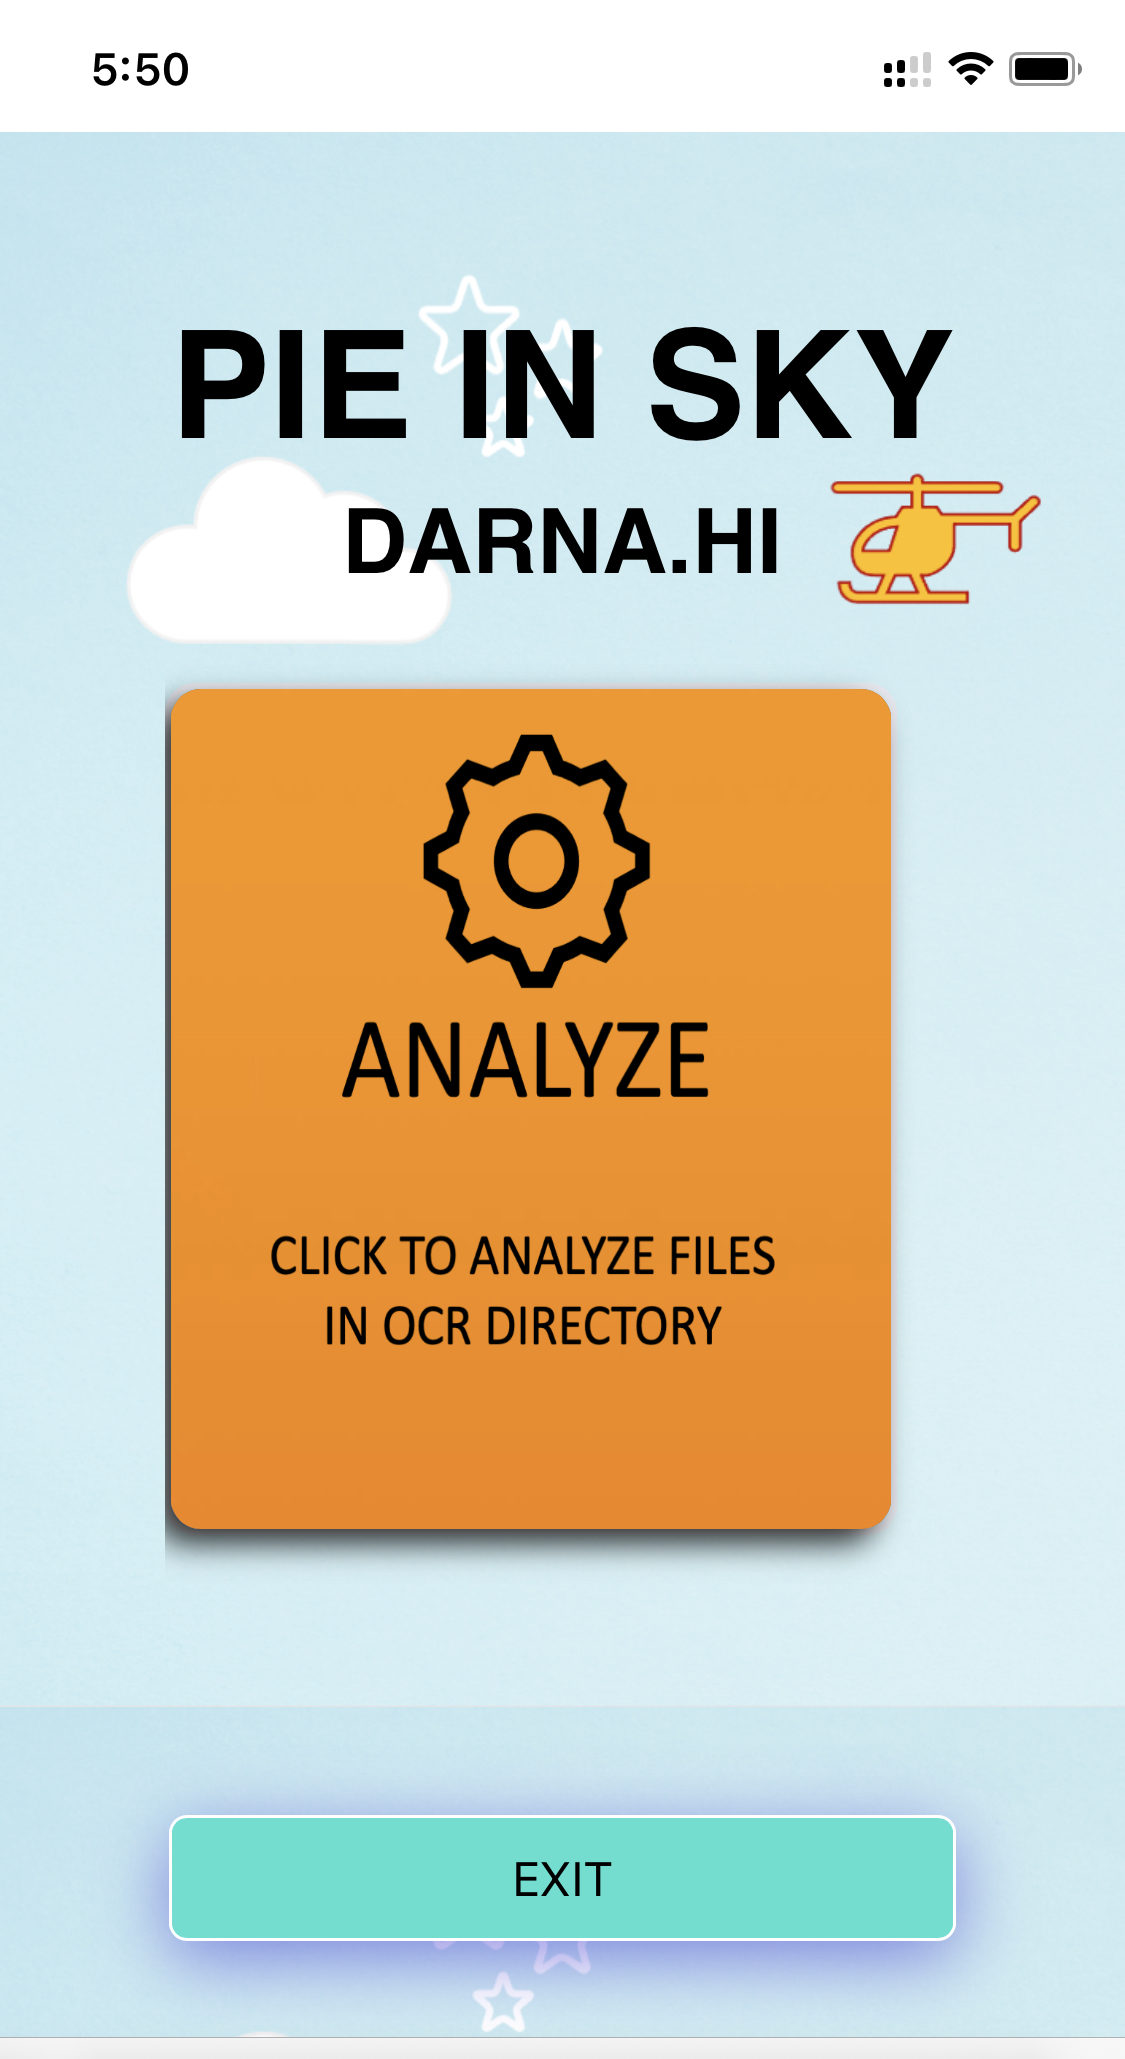 5:50
PIE IN SKY
DARNA.HI
ANALYZE
CLICK TO ANALYZE FILES
IN OCR DIRECTORY
EXIT